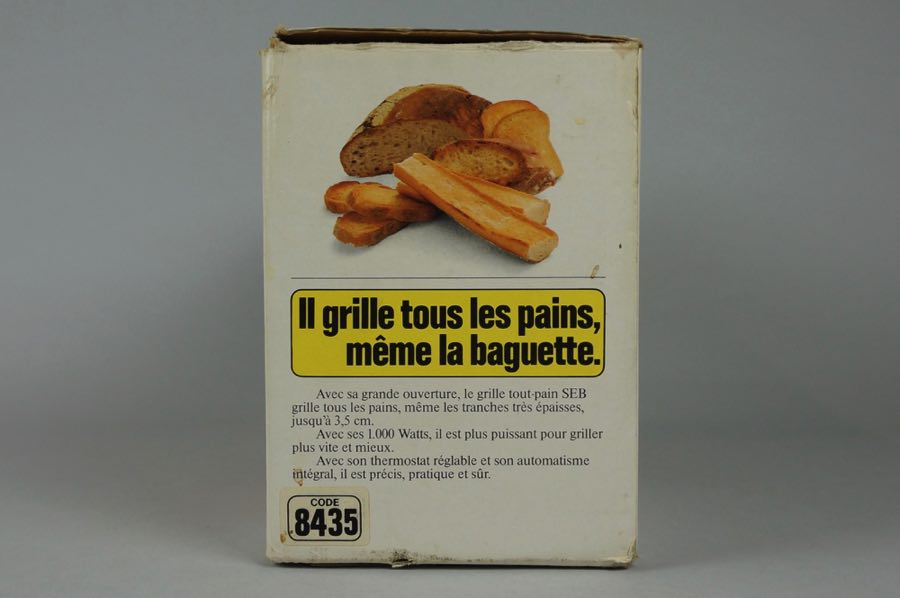 Il grille tous les pains,
même la baguette.
Avec sa grande ouverture, le grille tout-pain SEB
grille tous les pains, même les tranches très épaisses,
jusqu'à 3,5 cm.
Avec ses 1.000 Watts, il est plus puissant pour griller
plus vite et mieux.
Avec son thermostat réglable et son automatisme
intégral, il est précis, pratique et sûr.
CODE
8435